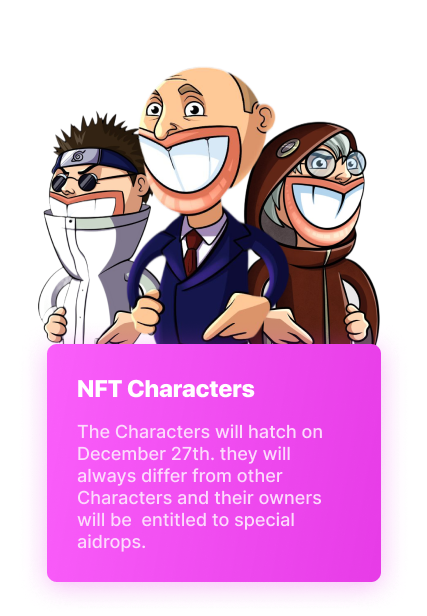 NFT Characters
The Characters will hatch on
December 27th. they will
always differ from other
Characters and their owners
will be  entitled to special
aidrops.